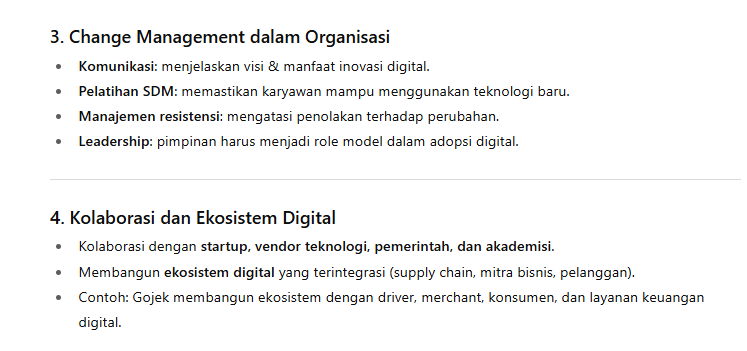 3. Change Management dalam Organisasi
• Komunikasi: menjelaskan visi & manfaat inovasi digital.
• Pelatihan SDM: memastikan karyawan mampu menggunakan teknologi baru.
• Manajemen resistensi: mengatasi penolakan terhadap perubahan.
• Leadership: pimpinan harus menjadi role model dalam adopsi digital.
4. Kolaborasi dan Ekosistem Digital
• Kolaborasi dengan startup, vendor teknologi, pemerintah, dan akademisi.
• Membangun ekosistem digital yang terintegrasi (supply chain, mitra bisnis, pelanggan).
• Contoh: Gojek membangun ekosistem dengan driver, merchant, konsumen, dan layanan keuangan
digital.